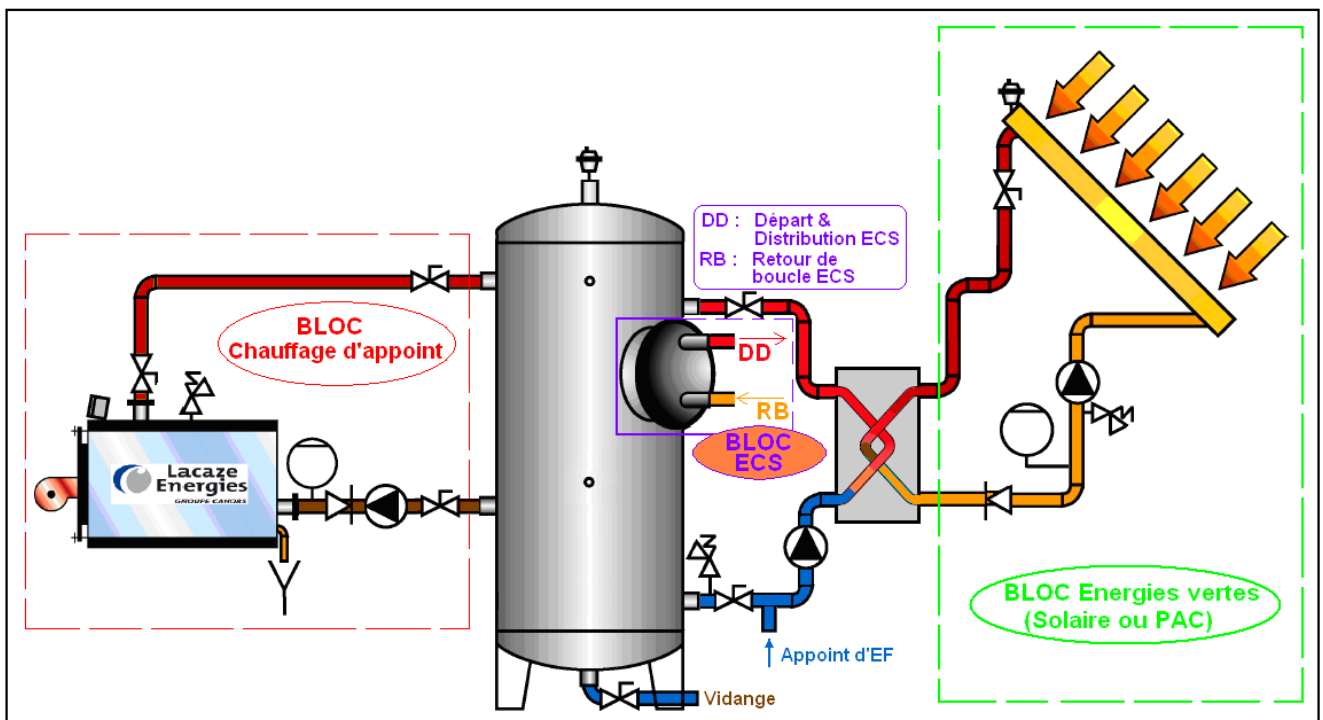 DD : Départ &
Distribution ECS
RB : Retour de
boucle ECS
BLOC
Chauffage d'appoint
DD
RB
BLOC
ECS
Lacaze
Energies
GROUPE CAHORS
BLOC Energies vertes
(Solaire ou PAC)
Appoint d'EF
Vidange